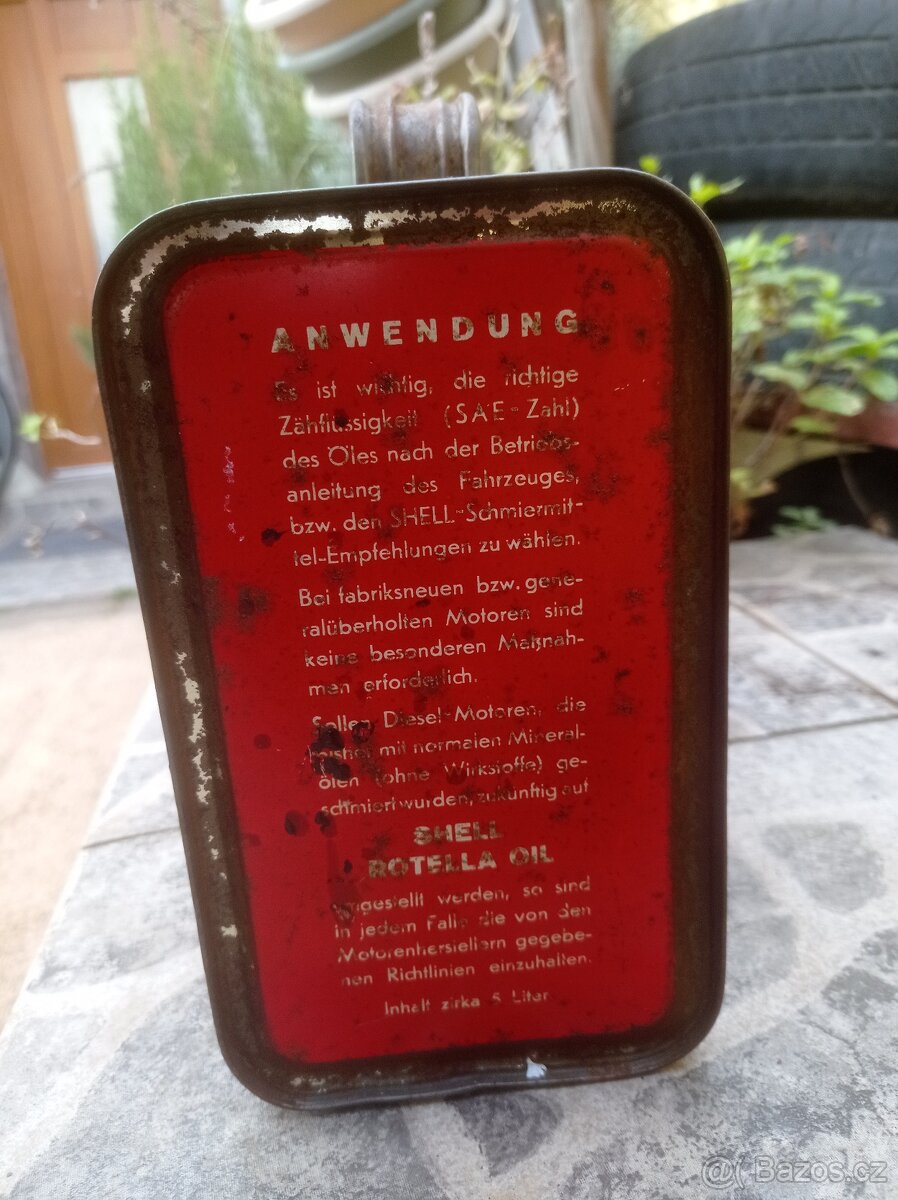 ANWENDUNG
Es ist wichtig, die richtige
Zähflüssigkeit (SAE-Zahl)
des Öles nach der Betriebs-
anleitung des Fahrzeuges,
bzw. den SHELL-Schmiermit-
tel-Empfehlungen zu wählen.
Bei fabriksneuen bzw. gene-
ralüberholten Motoren sind
keine besonderen Maßnah-
men erforderlich.
Sollen Diesel-Motoren, die
bisher mit normalen Mineral-
ölen (ohne Wirkstoffe) ge-
schmiert wurden, zukünftig auf
SHELL
ROTELLA OIL
umgestellt werden, so sind
in jedem Falle die von den
Motorenherstellern gegebe-
nen Richtlinien einzuhalten.
Inhalt zirka 5 Liter
@( Bazos.cz